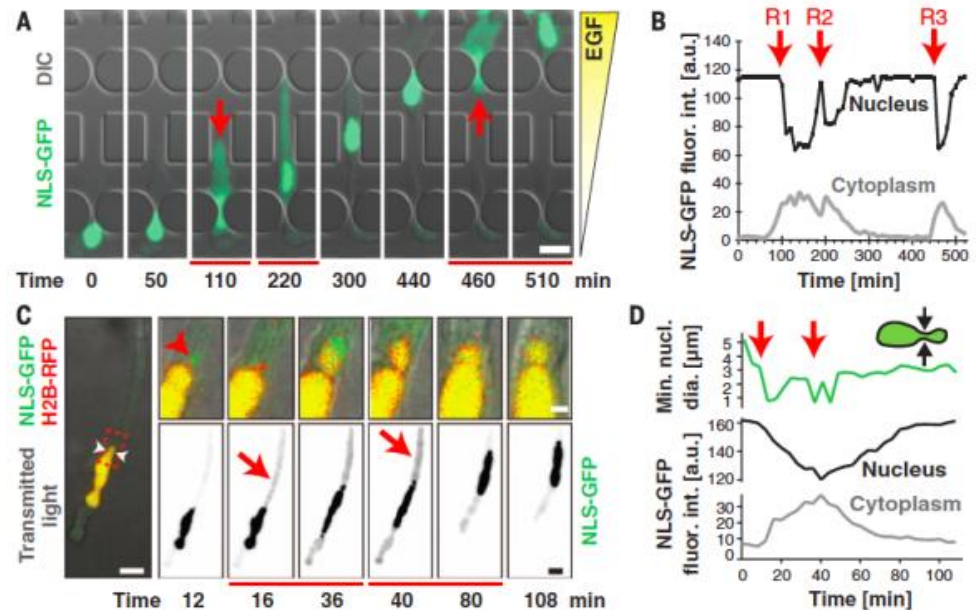 A
DIC
NLS-GFP
EGF
Time 0 50 110 220 300 440 460 510 min
B
R1 R2 R3
NLS-GFP fluor. int. [a.u.]
140
120
100
80
60
40
20
0
Nucleus
Cytoplasm
0 100 200 300 400 500
Time [min]
C
NLS-GFP
H2B-RFP
Transmitted
light
NLS-GFP
Time 12 16 36 40 80 108 min
D
Min. nucl.
dia. [µm]
5
4
3
2
1
NLS-GFP
fluor. int. [a.u.]
160
140
120
Nucleus
30
20
10
0
Cytoplasm
0 20 40 60 80 100
Time [min]